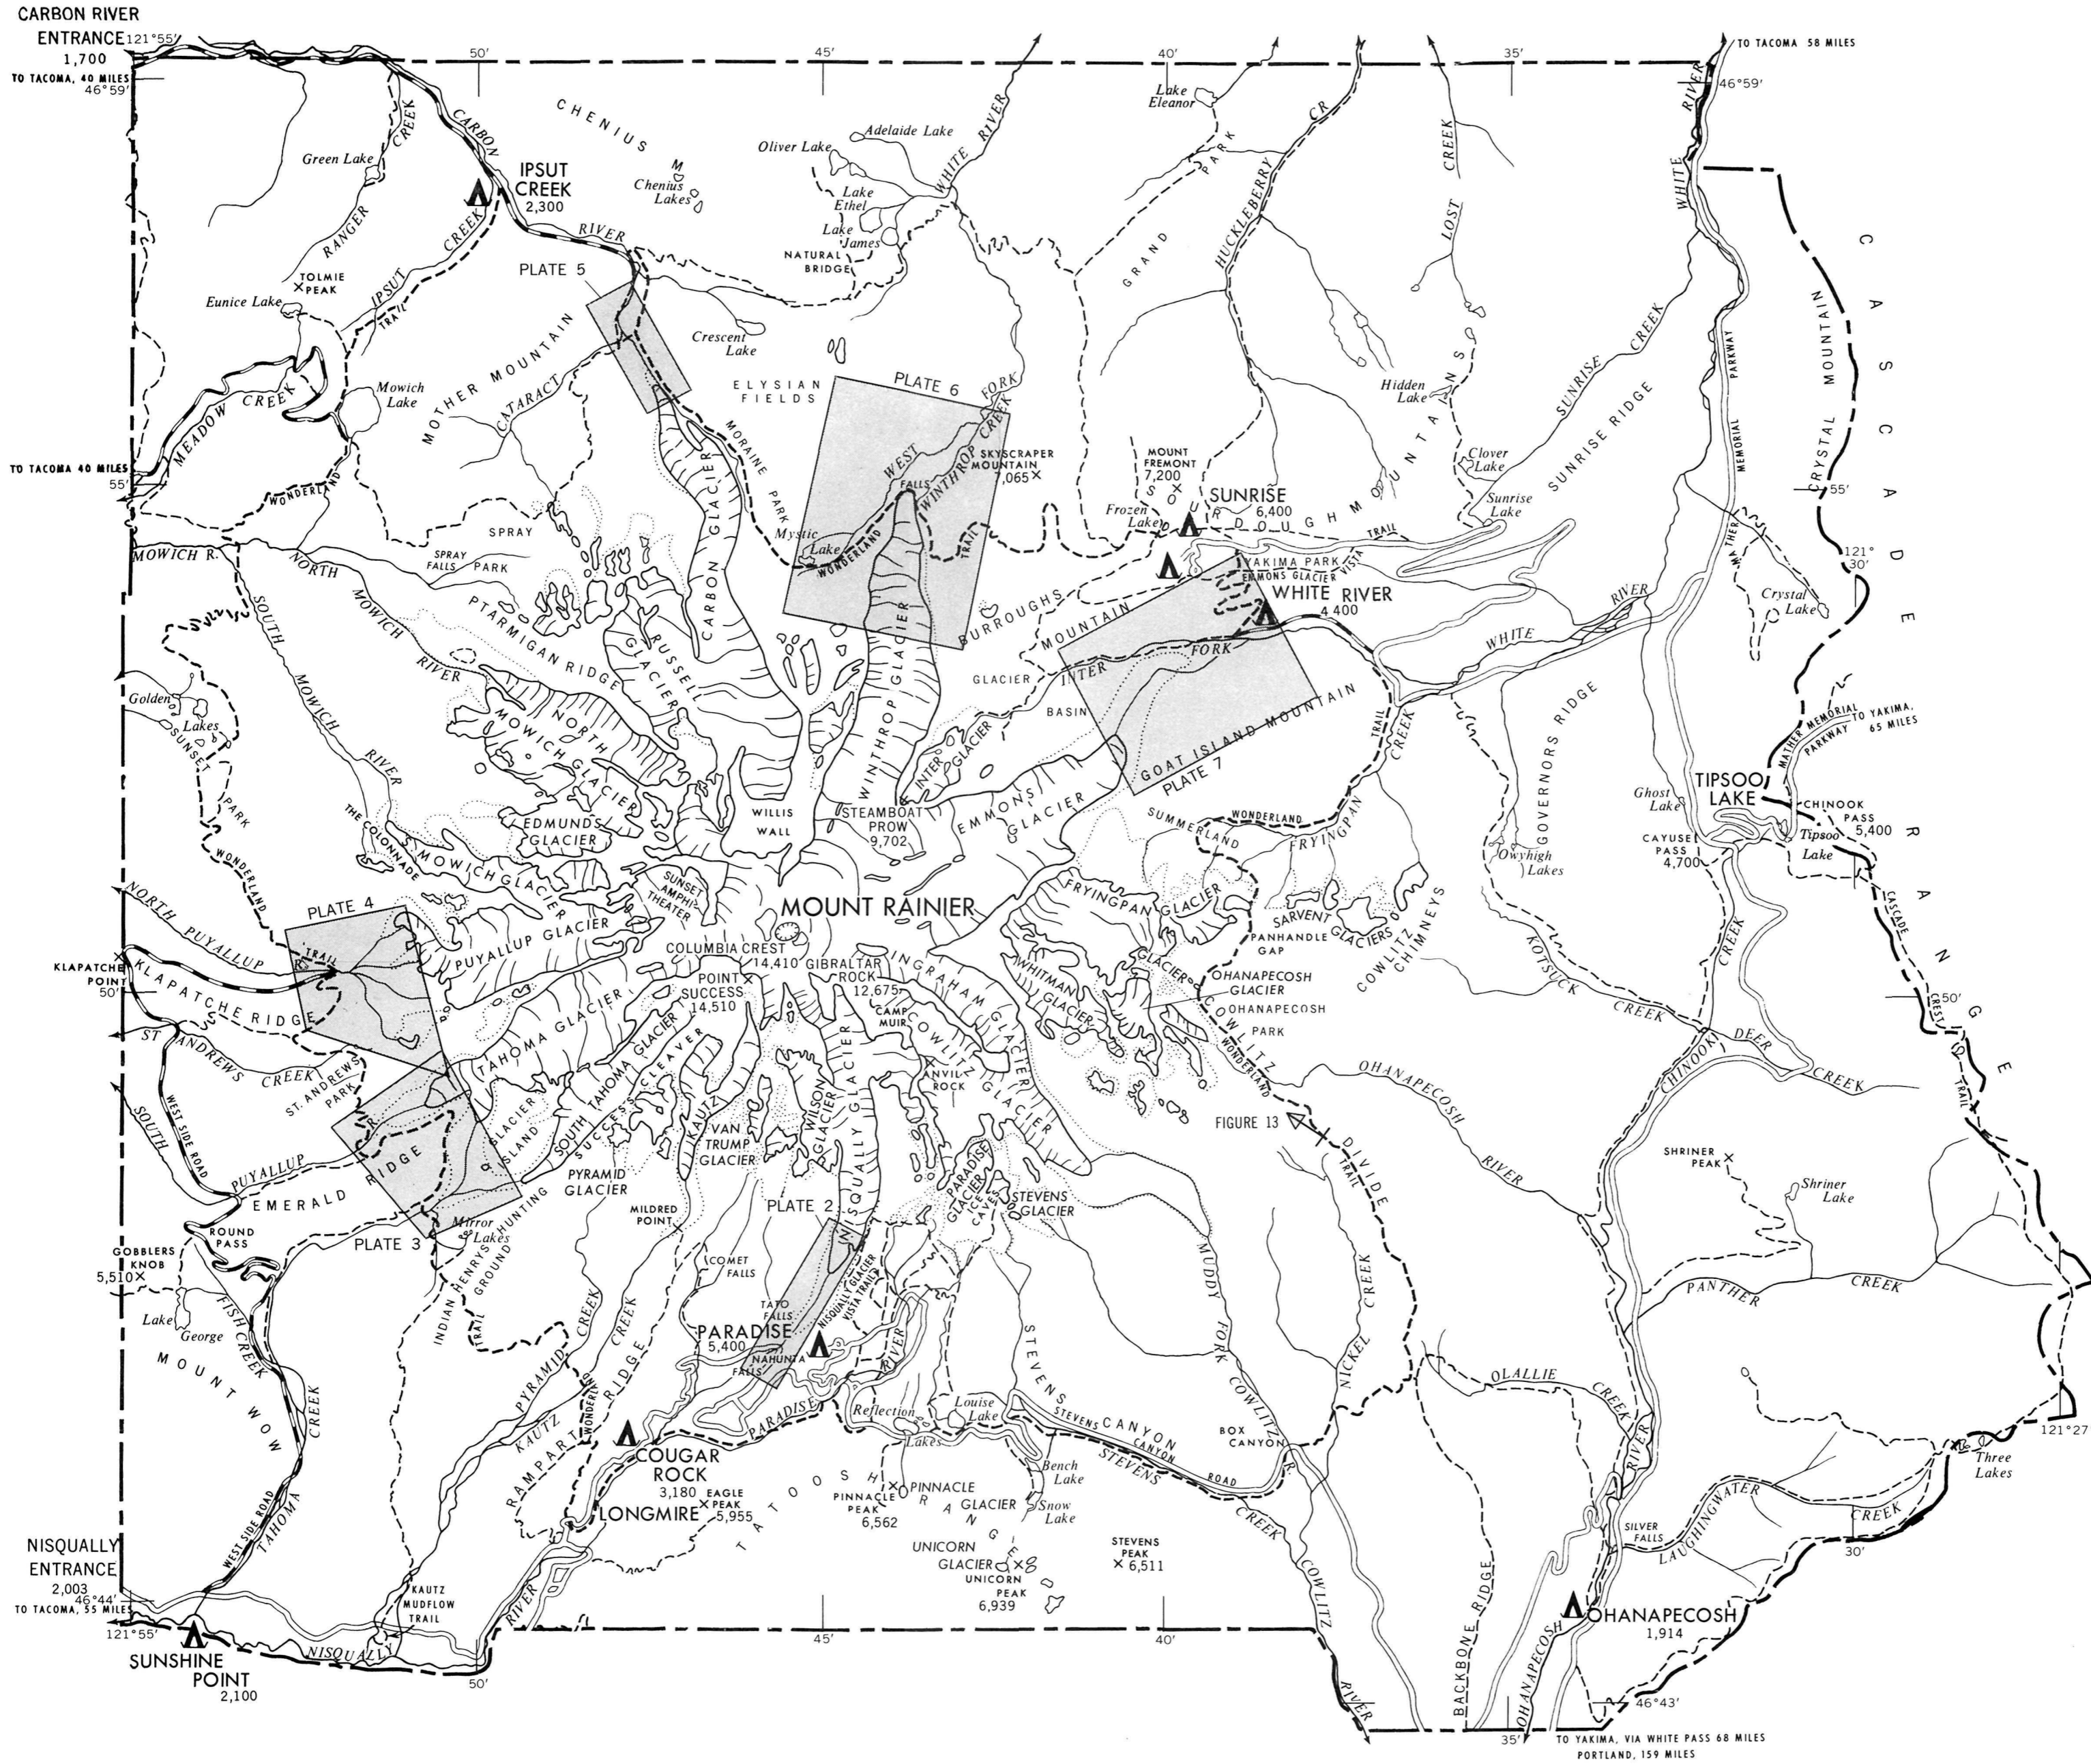 CARBON RIVER
ENTRANCE
1,700
121°55'
TO TACOMA, 40 MILES
46°59'
50'
45'
40'
35'
TO TACOMA 58 MILES
46°59'
CARBON
RIVER
CHENIUS M
Chenius
Lakes
Green Lake
RANGER
CREEK
IPSUT
CREEK
2,300
IPSUT
CREEK
TRAIL
TOLMIE
PEAK
Eunice Lake
Oliver Lake
Adelaide Lake
Lake
Ethel
Lake
James
NATURAL
BRIDGE
WHITE RIVER
Lake
Eleanor
GRAND
PARK
HUCKLEBERRY
CR
LOST CREEK
WHITE
RIVER
CASCADE RANGE
CRYSTAL MOUNTAIN
PLATE 5
Crescent
Lake
MEADOW
CREEK
Mowich
Lake
MOTHER MOUNTAIN
CATARACT
ELYSIAN
FIELDS
PLATE 6
WEST
FORK
WINTHROP
CREEK
FALLS
SKYSCRAPER
MOUNTAIN
7,065
MORAINE PARK
Mystic
Lake
WONDERLAND
TRAIL
MOUNT
FREMONT
7,200
Frozen
Lake
SUNRISE
6,400
SOURDOUGH MOUNTAINS
Hidden
Lake
Clover
Lake
Sunrise
Lake
SUNRISE CREEK
SUNRISE RIDGE
MATHER
MEMORIAL
PARKWAY
55'
TO TACOMA 40 MILES
55'
WONDERLAND
MOWICH R.
NORTH
MOWICH
RIVER
SPRAY
PARK
SPRAY
FALLS
PTARMIGAN RIDGE
RUSSELL
GLACIER
CARBON GLACIER
WINTHROP GLACIER
BURROUGHS
MOUNTAIN
YAKIMA PARK
EMMONS GLACIER
VISTA
TRAIL
WHITE RIVER
4 400
WHITE
RIVER
Crystal
Lake
121°
30'
SOUTH
MOWICH
RIVER
Golden
Lakes
SUNSET
PARK
WONDERLAND
NORTH
MOWICH GLACIER
EDMUNDS
GLACIER
THE COLONNADE
S. MOWICH GLACIER
GLACIER
BASIN
INTER
FORK
INTER
GLACIER
GOAT ISLAND MOUNTAIN
PLATE 7
TRAIL
CREEK
GOVERNORS RIDGE
MATHER MEMORIAL
PARKWAY
TO YAKIMA,
65 MILES
TIPSOO
LAKE
CHINOOK
PASS
5,400
Tipsoo
Lake
Ghost
Lake
CAYUSE
PASS
4,700
WILLIS
WALL
STEAMBOAT
PROW
9,702
EMMONS
GLACIER
SUMMERLAND
WONDERLAND
FRYINGPAN
Owyhigh
Lakes
SUNSET
AMPHI-
THEATER
MOUNT RAINIER
FRYINGPAN GLACIER
SARVENT
GLACIERS
PANHANDLE
GAP
COWLITZ
CHIMNEYS
KOTSUCK
CREEK
CREEK
CASCADE
CREST
TRAIL
NORTH
PUYALLUP
PLATE 4
TRAIL
R
KLAPATCHE
POINT
50'
KLAPATCHE RIDGE
PUYALLUP GLACIER
COLUMBIA CREST
14,410
POINT
SUCCESS
14,510
GIBRALTAR
ROCK
12,675
CAMP
MUIR
INGRAHAM GLACIER
COWLITZ GLACIER
ANVIL
ROCK
WHITMAN
GLACIER
GLACIER
OHANAPECOSH
GLACIER
OHANAPECOSH
PARK
COWLITZ
DIVIDE
WONDERLAND
TRAIL
50'
ST ANDREWS
CREEK
ST. ANDREWS
PARK
TAHOMA GLACIER
SOUTH TAHOMA GLACIER
SUCCESS CLEAVER
GLACIER
ISLAND
KAUTZ
PYRAMID
GLACIER
VAN
TRUMP
GLACIER
WILSON
GLACIER
NISQUALLY GLACIER
PARADISE
GLACIER
ICE
CAVES
STEVENS
GLACIER
FIGURE 13
OHANAPECOSH
RIVER
CHINOOK
DEER
CREEK
SHRINER
PEAK
Shriner
Lake
SOUTH
PUYALLUP
R.
WEST SIDE ROAD
EMERALD
RIDGE
PLATE 3
Mirror
Lakes
INDIAN HENRYS HUNTING
GROUND
TRAIL
MILDRED
POINT
PLATE 2
COMET
FALLS
ROUND
PASS
GOBBLERS
KNOB
5,510
Lake
George
FISH CREEK
MOUNT WOW
TATO
FALLS
NISQUALLY GLACIER
VISTA TRAIL
PARADISE
5,400
NAHUNTA
FALLS
PARADISE
RIVER
STEVENS
CANYON
MUDDY
FORK
COWLITZ
R.
NICKEL
CREEK
PANTHER
CREEK
OLALLIE
CREEK
RIVER
PYRAMID
CREEK
KAUTZ
CREEK
RAMPART
RIDGE
WONDERLAND
CREEK
TAHOMA
WEST SIDE ROAD
COUGAR
ROCK
3,180
EAGLE
PEAK
5,955
LONGMIRE
Reflection
Lakes
Louise
Lake
STEVENS
CANYON
ROAD
STEVENS
CREEK
BOX
CANYON
Bench
Lake
Snow
Lake
TATOOSH
RANGE
PINNACLE
PEAK
6,562
PINNACLE
GLACIER
UNICORN
GLACIER
UNICORN
PEAK
6,939
STEVENS
PEAK
6,511
Three
Lakes
121°27'
LAUGHINGWATER
CREEK
SILVER
FALLS
30'
NISQUALLY
ENTRANCE
2,003
46°44'
TO TACOMA, 55 MILES
121°55'
SUNSHINE
POINT
2,100
NISQUALLY
RIVER
KAUTZ
MUDFLOW
TRAIL
50'
45'
40'
COWLITZ
RIVER
BACKBONE RIDGE
OHANAPECOSH
OHANAPECOSH
1,914
46°43'
35'
TO YAKIMA, VIA WHITE PASS 68 MILES
PORTLAND, 159 MILES